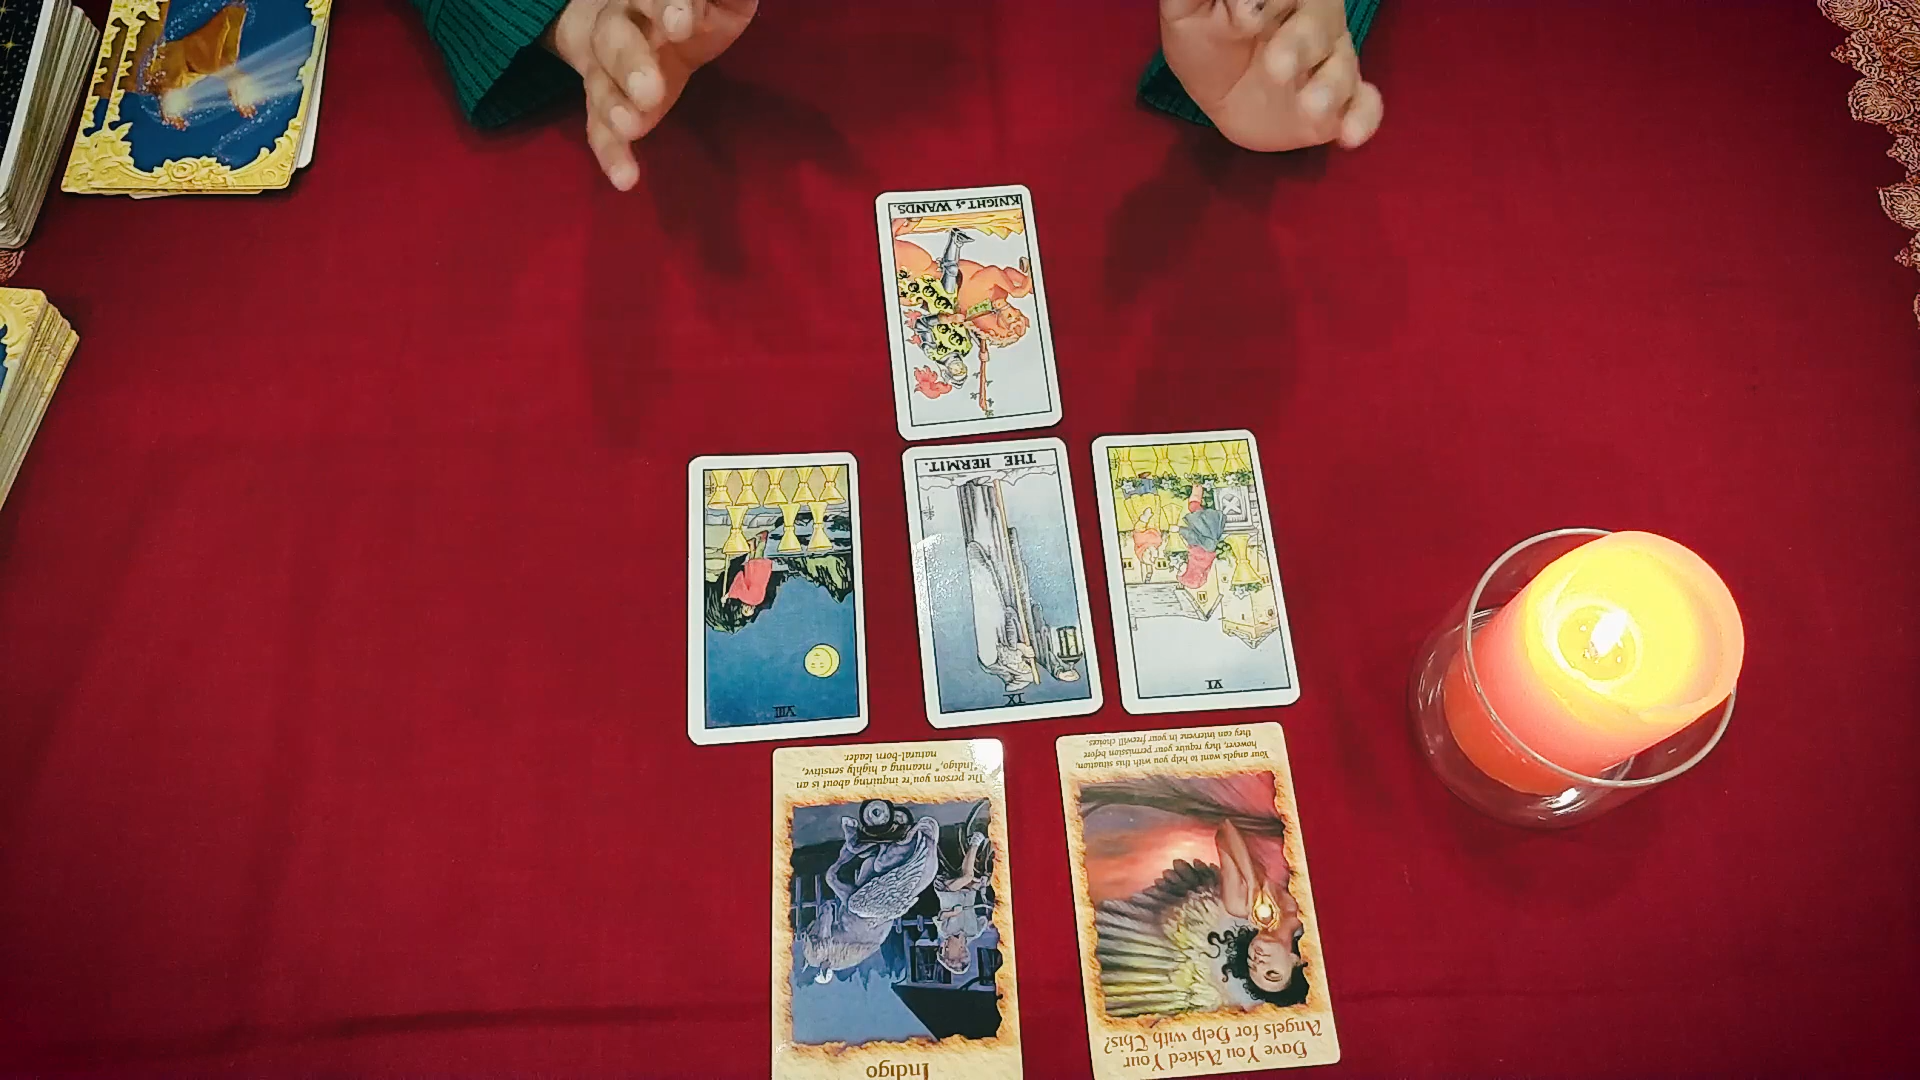 KNIGHT of WANDS.
THE HERMIT.
IX
VI
VIII
The person you're inquiring about is an
"Indigo," meaning a highly sensitive,
natural-born leader.
Indigo
Your angels want to help you with this situation,
however, they require your permission before
they can intervene in your freewill choices.
Have You Asked Your
Angels for Help with This?